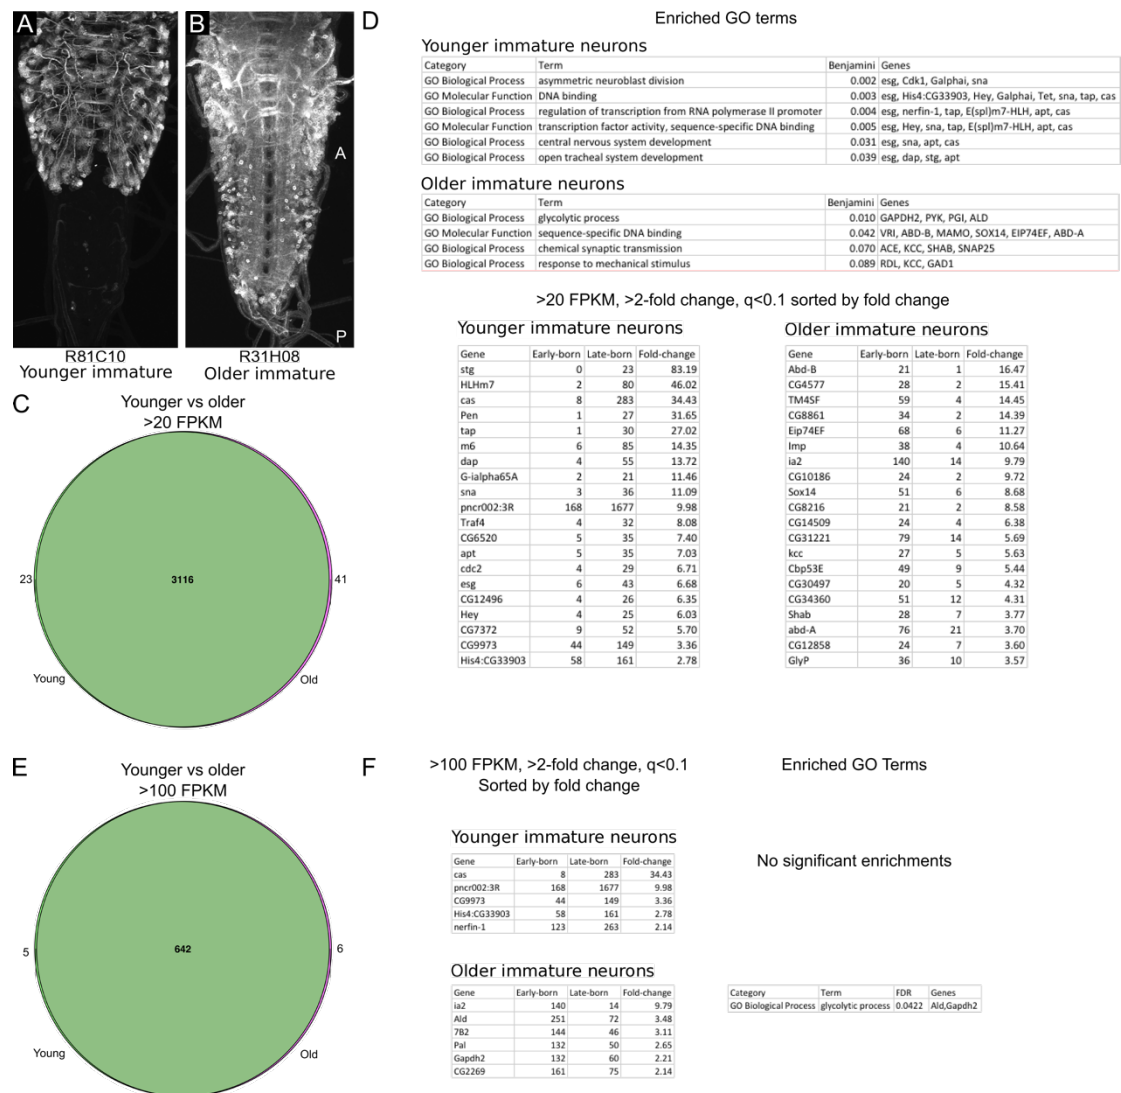 A
B
A
P
R81C10
Younger immature
R31H08
Older immature
C
Younger vs older
>20 FPKM
23
3116
41
Young
Old
D
Enriched GO terms
Younger immature neurons
Category Term Benjamini Genes
GO Biological Process asymmetric neuroblast division 0.002 esg, Cdk1, Galphai, sna
GO Molecular Function DNA binding 0.003 esg, His4:CG33903, Hey, Galphai, Tet, sna, tap, cas
GO Biological Process regulation of transcription from RNA polymerase II promoter 0.004 esg, nerfin-1, tap, E(spl)m7-HLH, apt, cas
GO Molecular Function transcription factor activity, sequence-specific DNA binding 0.005 esg, Hey, sna, tap, E(spl)m7-HLH, apt, cas
GO Biological Process central nervous system development 0.031 esg, sna, apt, cas
GO Biological Process open tracheal system development 0.039 esg, dap, stg, apt
Older immature neurons
Category Term Benjamini Genes
GO Biological Process glycolytic process 0.010 GAPDH2, PYK, PGI, ALD
GO Molecular Function sequence-specific DNA binding 0.042 VRI, ABD-B, MAMO, SOX14, EIP74EF, ABD-A
GO Biological Process chemical synaptic transmission 0.070 ACE, KCC, SHAB, SNAP25
GO Biological Process response to mechanical stimulus 0.089 RDL, KCC, GAD1
>20 FPKM, >2-fold change, q<0.1 sorted by fold change
Younger immature neurons
Gene Early-born Late-born Fold-change
stg 0 23 83.19
HLHm7 2 80 46.02
cas 8 283 34.43
Pen 1 27 31.65
tap 1 30 27.02
m6 6 85 14.35
dap 4 55 13.72
G-ialpha65A 2 21 11.46
sna 3 36 11.09
pncr002:3R 168 1677 9.98
Traf4 4 32 8.08
CG6520 5 35 7.40
apt 5 35 7.03
cdc2 4 29 6.71
esg 6 43 6.68
CG12496 4 26 6.35
Hey 4 25 6.03
CG7372 9 52 5.70
CG9973 44 149 3.36
His4:CG33903 58 161 2.78
Older immature neurons
Gene Early-born Late-born Fold-change
Abd-B 21 1 16.47
CG4577 28 2 15.41
TM4SF 59 4 14.45
CG8861 34 2 14.39
Eip74EF 68 6 11.27
Imp 38 4 10.64
ia2 140 14 9.79
CG10186 24 2 9.72
Sox14 51 6 8.68
CG8216 21 2 8.58
CG14509 24 4 6.38
CG31221 79 14 5.69
kcc 27 5 5.63
Cbp53E 49 9 5.44
CG30497 20 5 4.32
CG34360 51 12 4.31
Shab 28 7 3.77
abd-A 76 21 3.70
CG12858 24 7 3.60
GlyP 36 10 3.57
E
Younger vs older
>100 FPKM
5
642
6
Young
Old
F
>100 FPKM, >2-fold change, q<0.1
Sorted by fold change
Enriched GO Terms
Younger immature neurons
Gene Early-born Late-born Fold-change
cas 8 283 34.43
pncr002:3R 168 1677 9.98
CG9973 44 149 3.36
His4:CG33903 58 161 2.78
nerfin-1 123 263 2.14
No significant enrichments
Older immature neurons
Gene Early-born Late-born Fold-change
ia2 140 14 9.79
Ald 251 72 3.48
7B2 144 46 3.11
Pal 132 50 2.65
Gapdh2 132 60 2.21
CG2269 161 75 2.14
Category Term FDR Genes
GO Biological Process glycolytic process 0.0422 Ald,Gapdh2